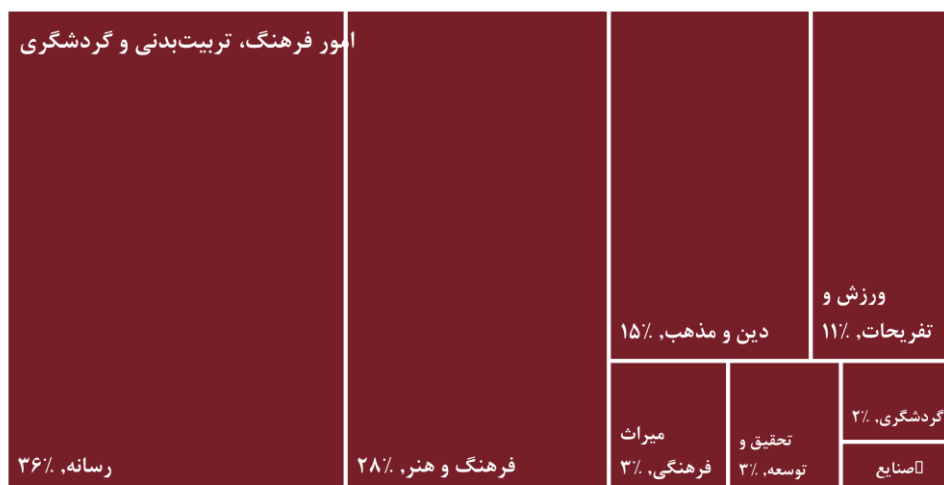 امور فرهنگ، تربیت‌بدنی و گردشگری
رسانه, ۳۶٪
فرهنگ و هنر, ۲۸٪
دین و مذهب, ۱۵٪
ورزش و
تفریحات, ۱۱٪
میراث
فرهنگی, ۳٪
تحقیق و
توسعه, ۳٪
گردشگری, ۲٪
صنایع